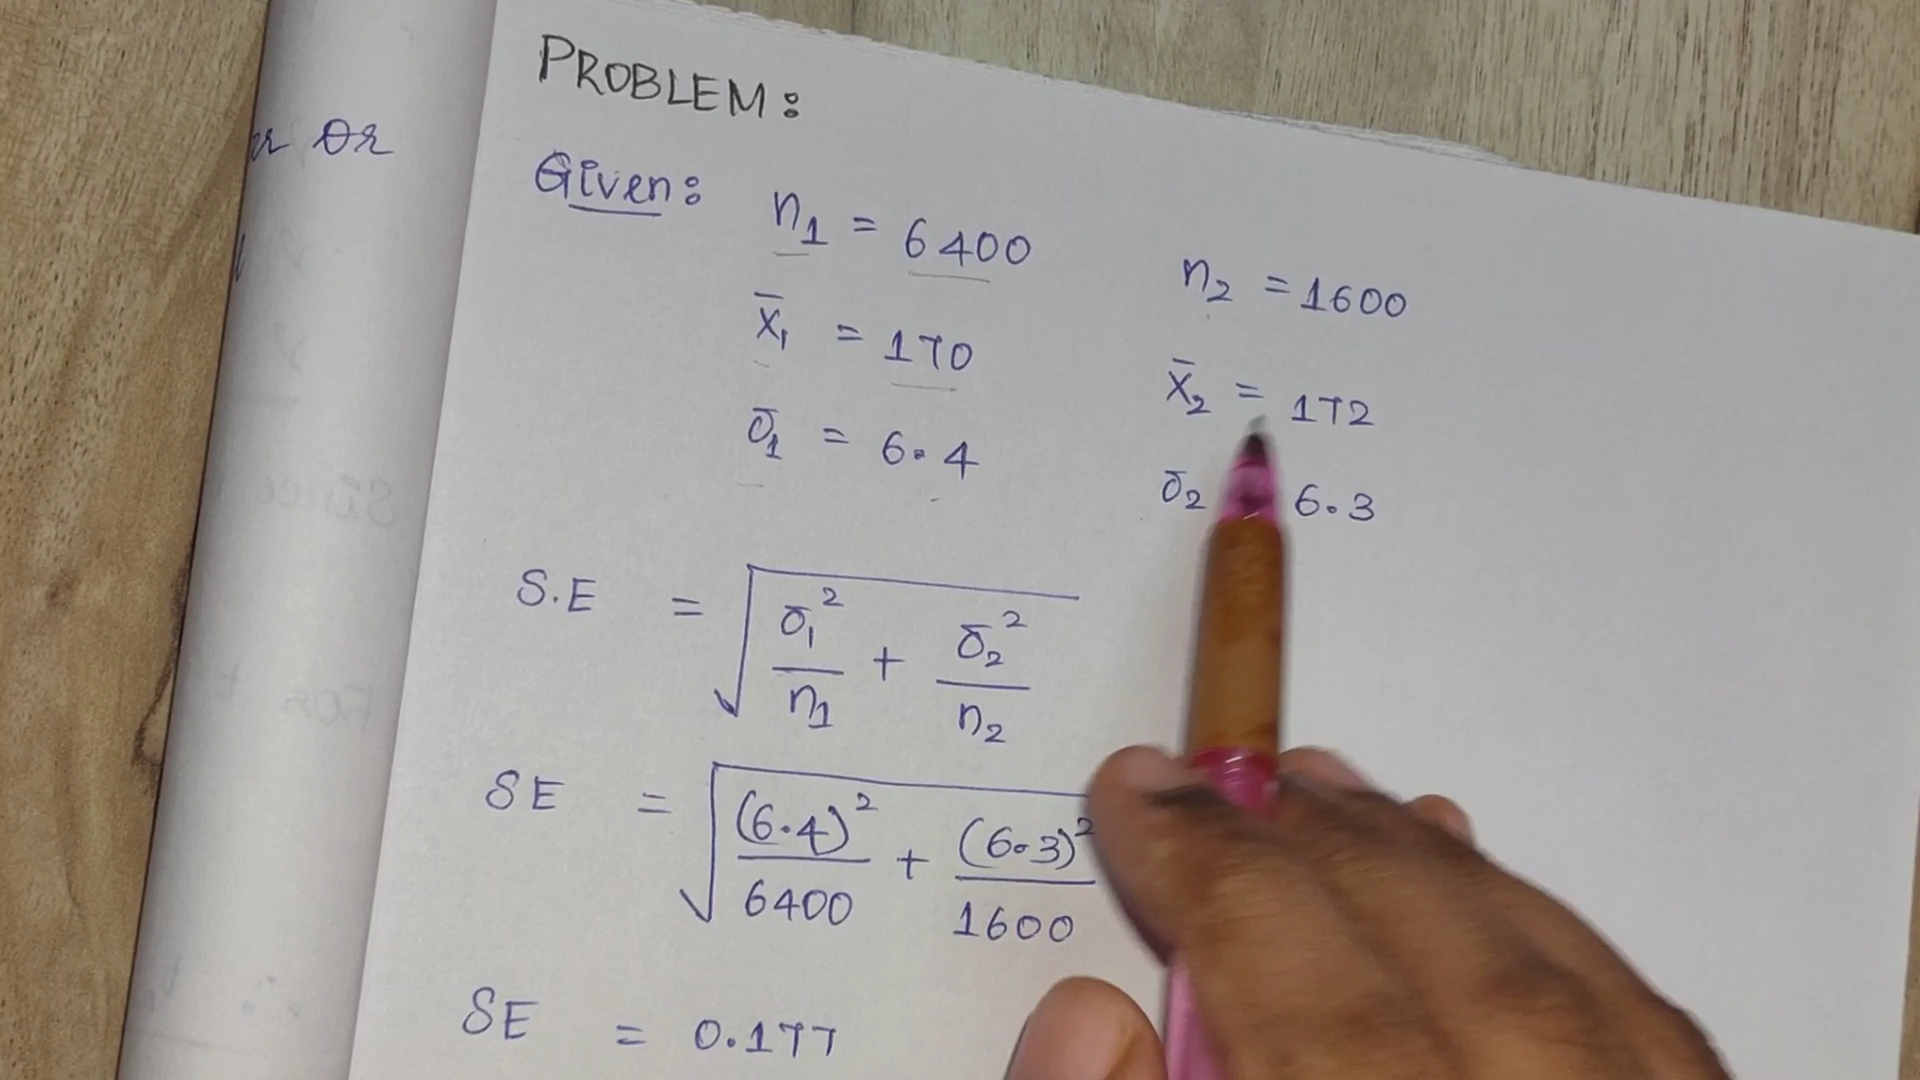 PROBLEM:
Given: n₁ = 6400
n₂ = 1600
x̄₁ = 170
x̄₂ = 172
σ₁ = 6.4
σ₂ 6.3
S.E = √(σ₁²/n₁ + σ₂²/n₂)
SE = √((6.4)²/6400 + (6.3)²/1600)
SE = 0.177
or